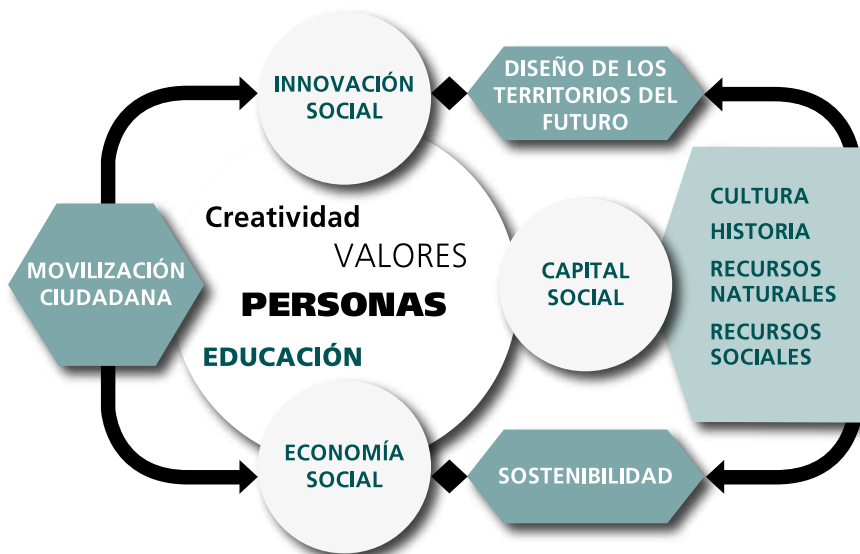 INNOVACIÓN
SOCIAL
DISEÑO DE LOS
TERRITORIOS DEL
FUTURO
MOVILIZACIÓN
CIUDADANA
Creatividad
VALORES
PERSONAS
EDUCACIÓN
CAPITAL
SOCIAL
CULTURA
HISTORIA
RECURSOS
NATURALES
RECURSOS
SOCIALES
ECONOMÍA
SOCIAL
SOSTENIBILIDAD